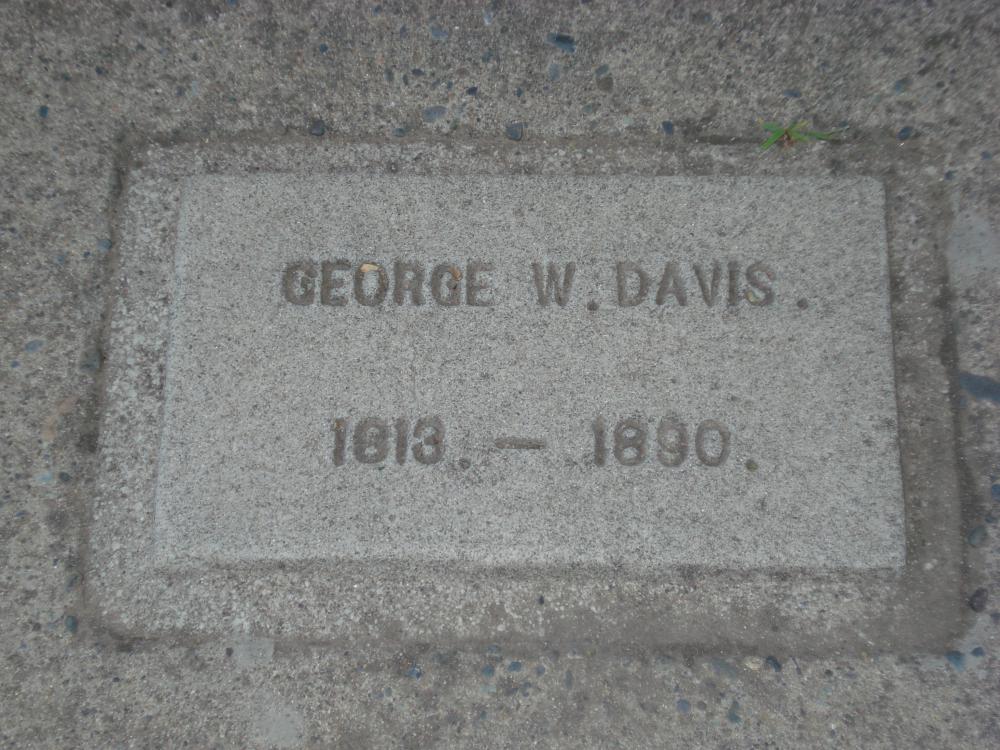 GEORGE W. DAVIS.
1813. — 1890.